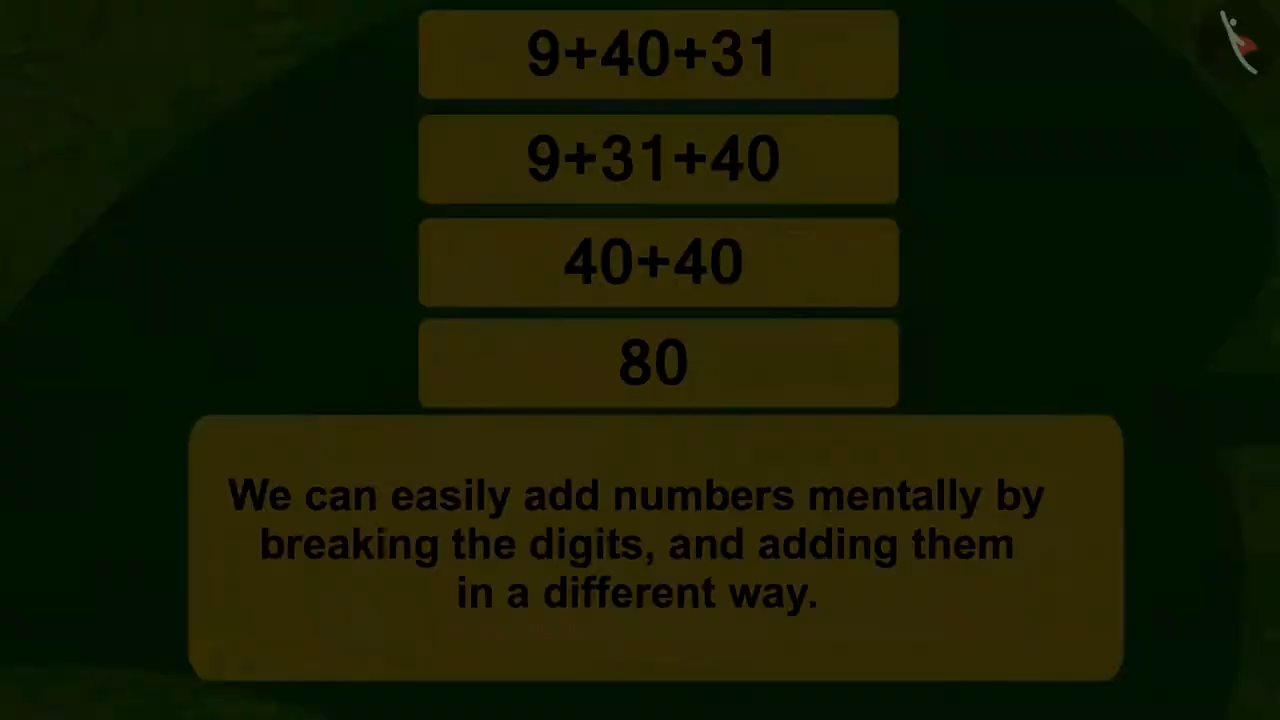 9+40+31
9+31+40
40+40
80
We can easily add numbers mentally by
breaking the digits, and adding them
in a different way.